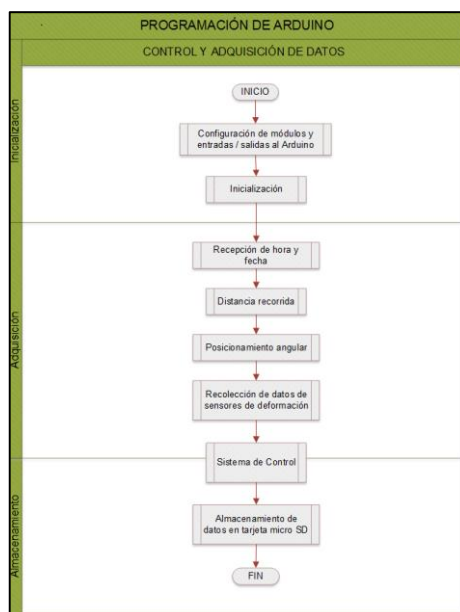 PROGRAMACIÓN DE ARDUINO
CONTROL Y ADQUISICIÓN DE DATOS
Inicialización
INICIO
Configuración de módulos y
entradas / salidas al Arduino
Inicialización
Adquisición
Recepción de hora y
fecha
Distancia recorrida
Posicionamiento angular
Recolección de datos de
sensores de deformación
Sistema de Control
Almacenamiento
Almacenamiento de
datos en tarjeta micro SD
FIN